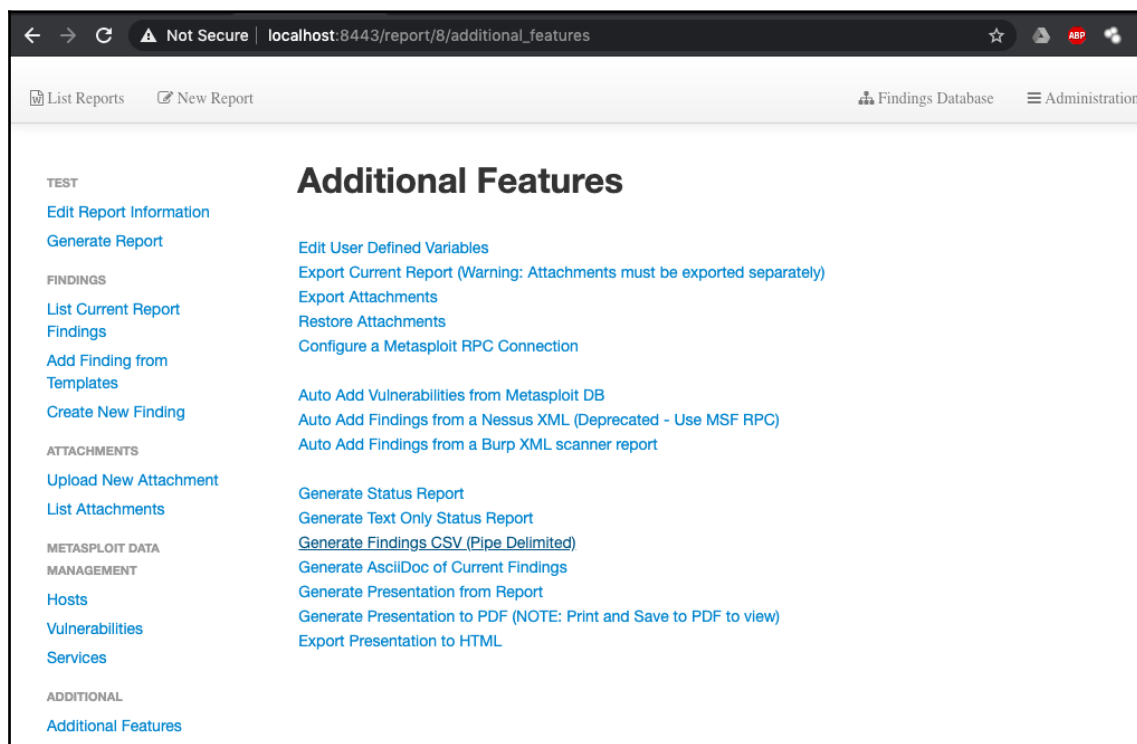 Not Secure | localhost:8443/report/8/additional_features
ABP
List Reports
New Report
Findings Database
Administration
TEST
Edit Report Information
Generate Report
FINDINGS
List Current Report
Findings
Add Finding from
Templates
Create New Finding
ATTACHMENTS
Upload New Attachment
List Attachments
METASPLOIT DATA
MANAGEMENT
Hosts
Vulnerabilities
Services
ADDITIONAL
Additional Features
Additional Features
Edit User Defined Variables
Export Current Report (Warning: Attachments must be exported separately)
Export Attachments
Restore Attachments
Configure a Metasploit RPC Connection
Auto Add Vulnerabilities from Metasploit DB
Auto Add Findings from a Nessus XML (Deprecated - Use MSF RPC)
Auto Add Findings from a Burp XML scanner report
Generate Status Report
Generate Text Only Status Report
Generate Findings CSV (Pipe Delimited)
Generate AsciiDoc of Current Findings
Generate Presentation from Report
Generate Presentation to PDF (NOTE: Print and Save to PDF to view)
Export Presentation to HTML